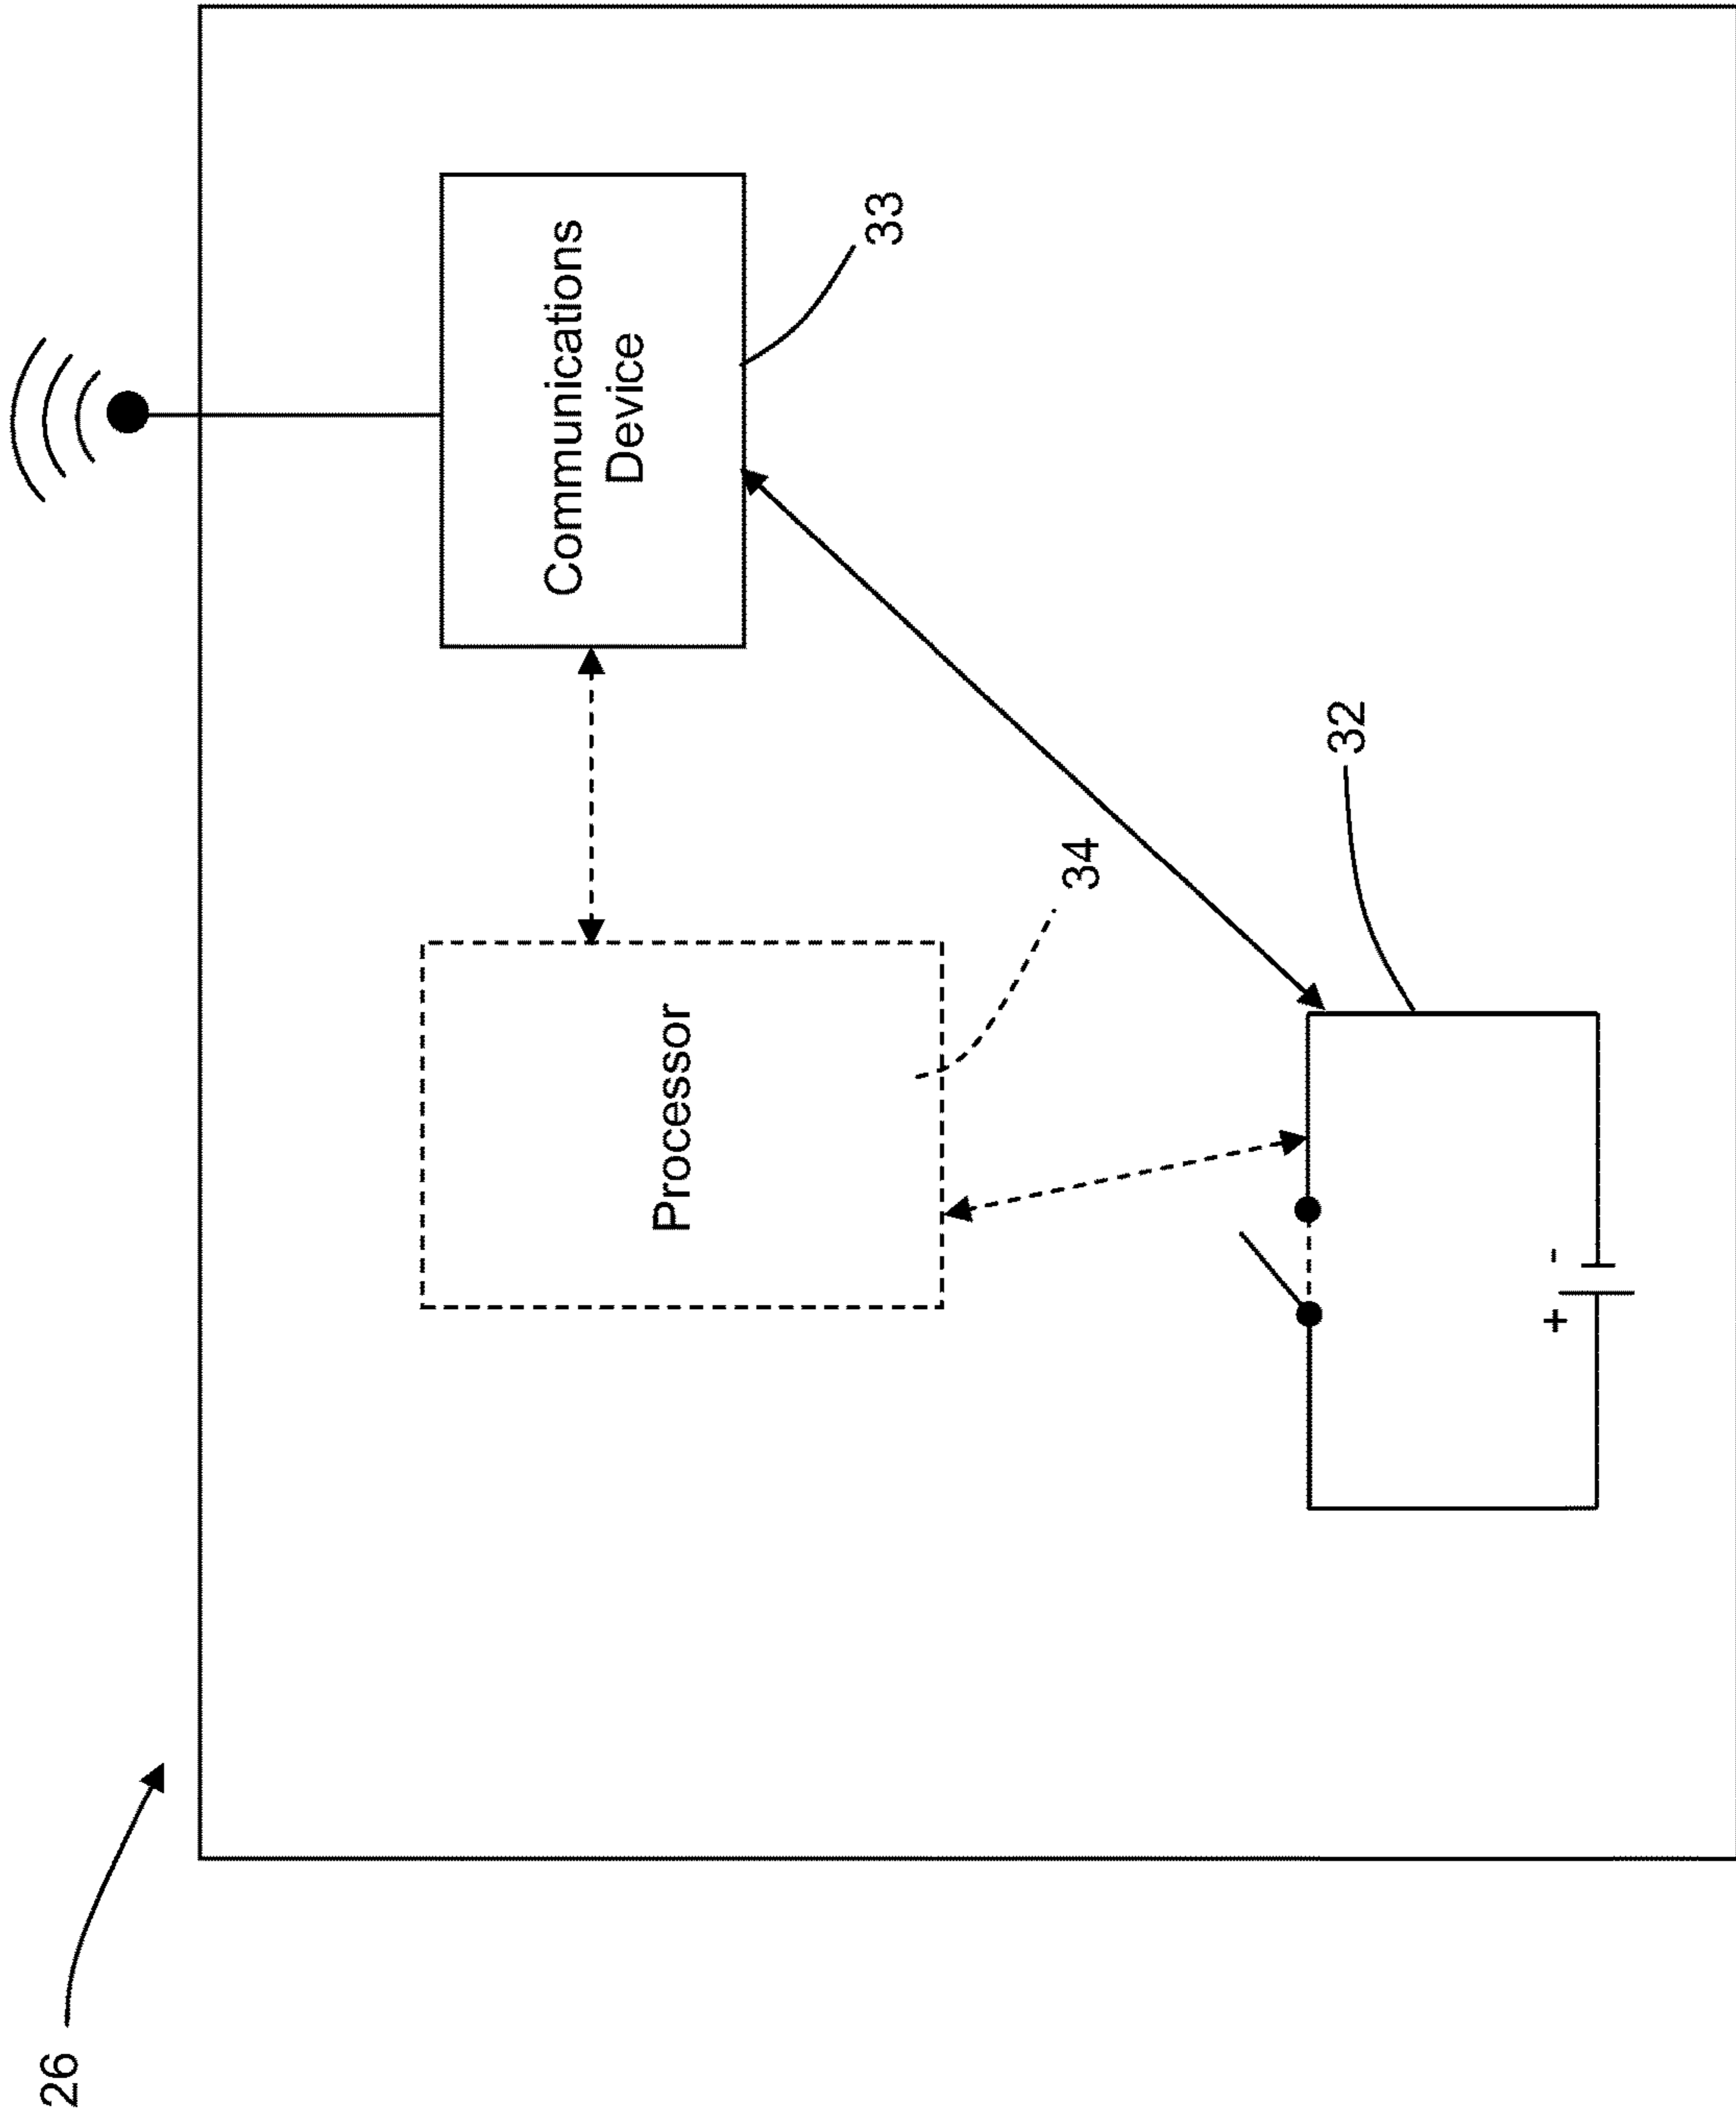 26
Communications
Device
33
Processor
34
32
+ -